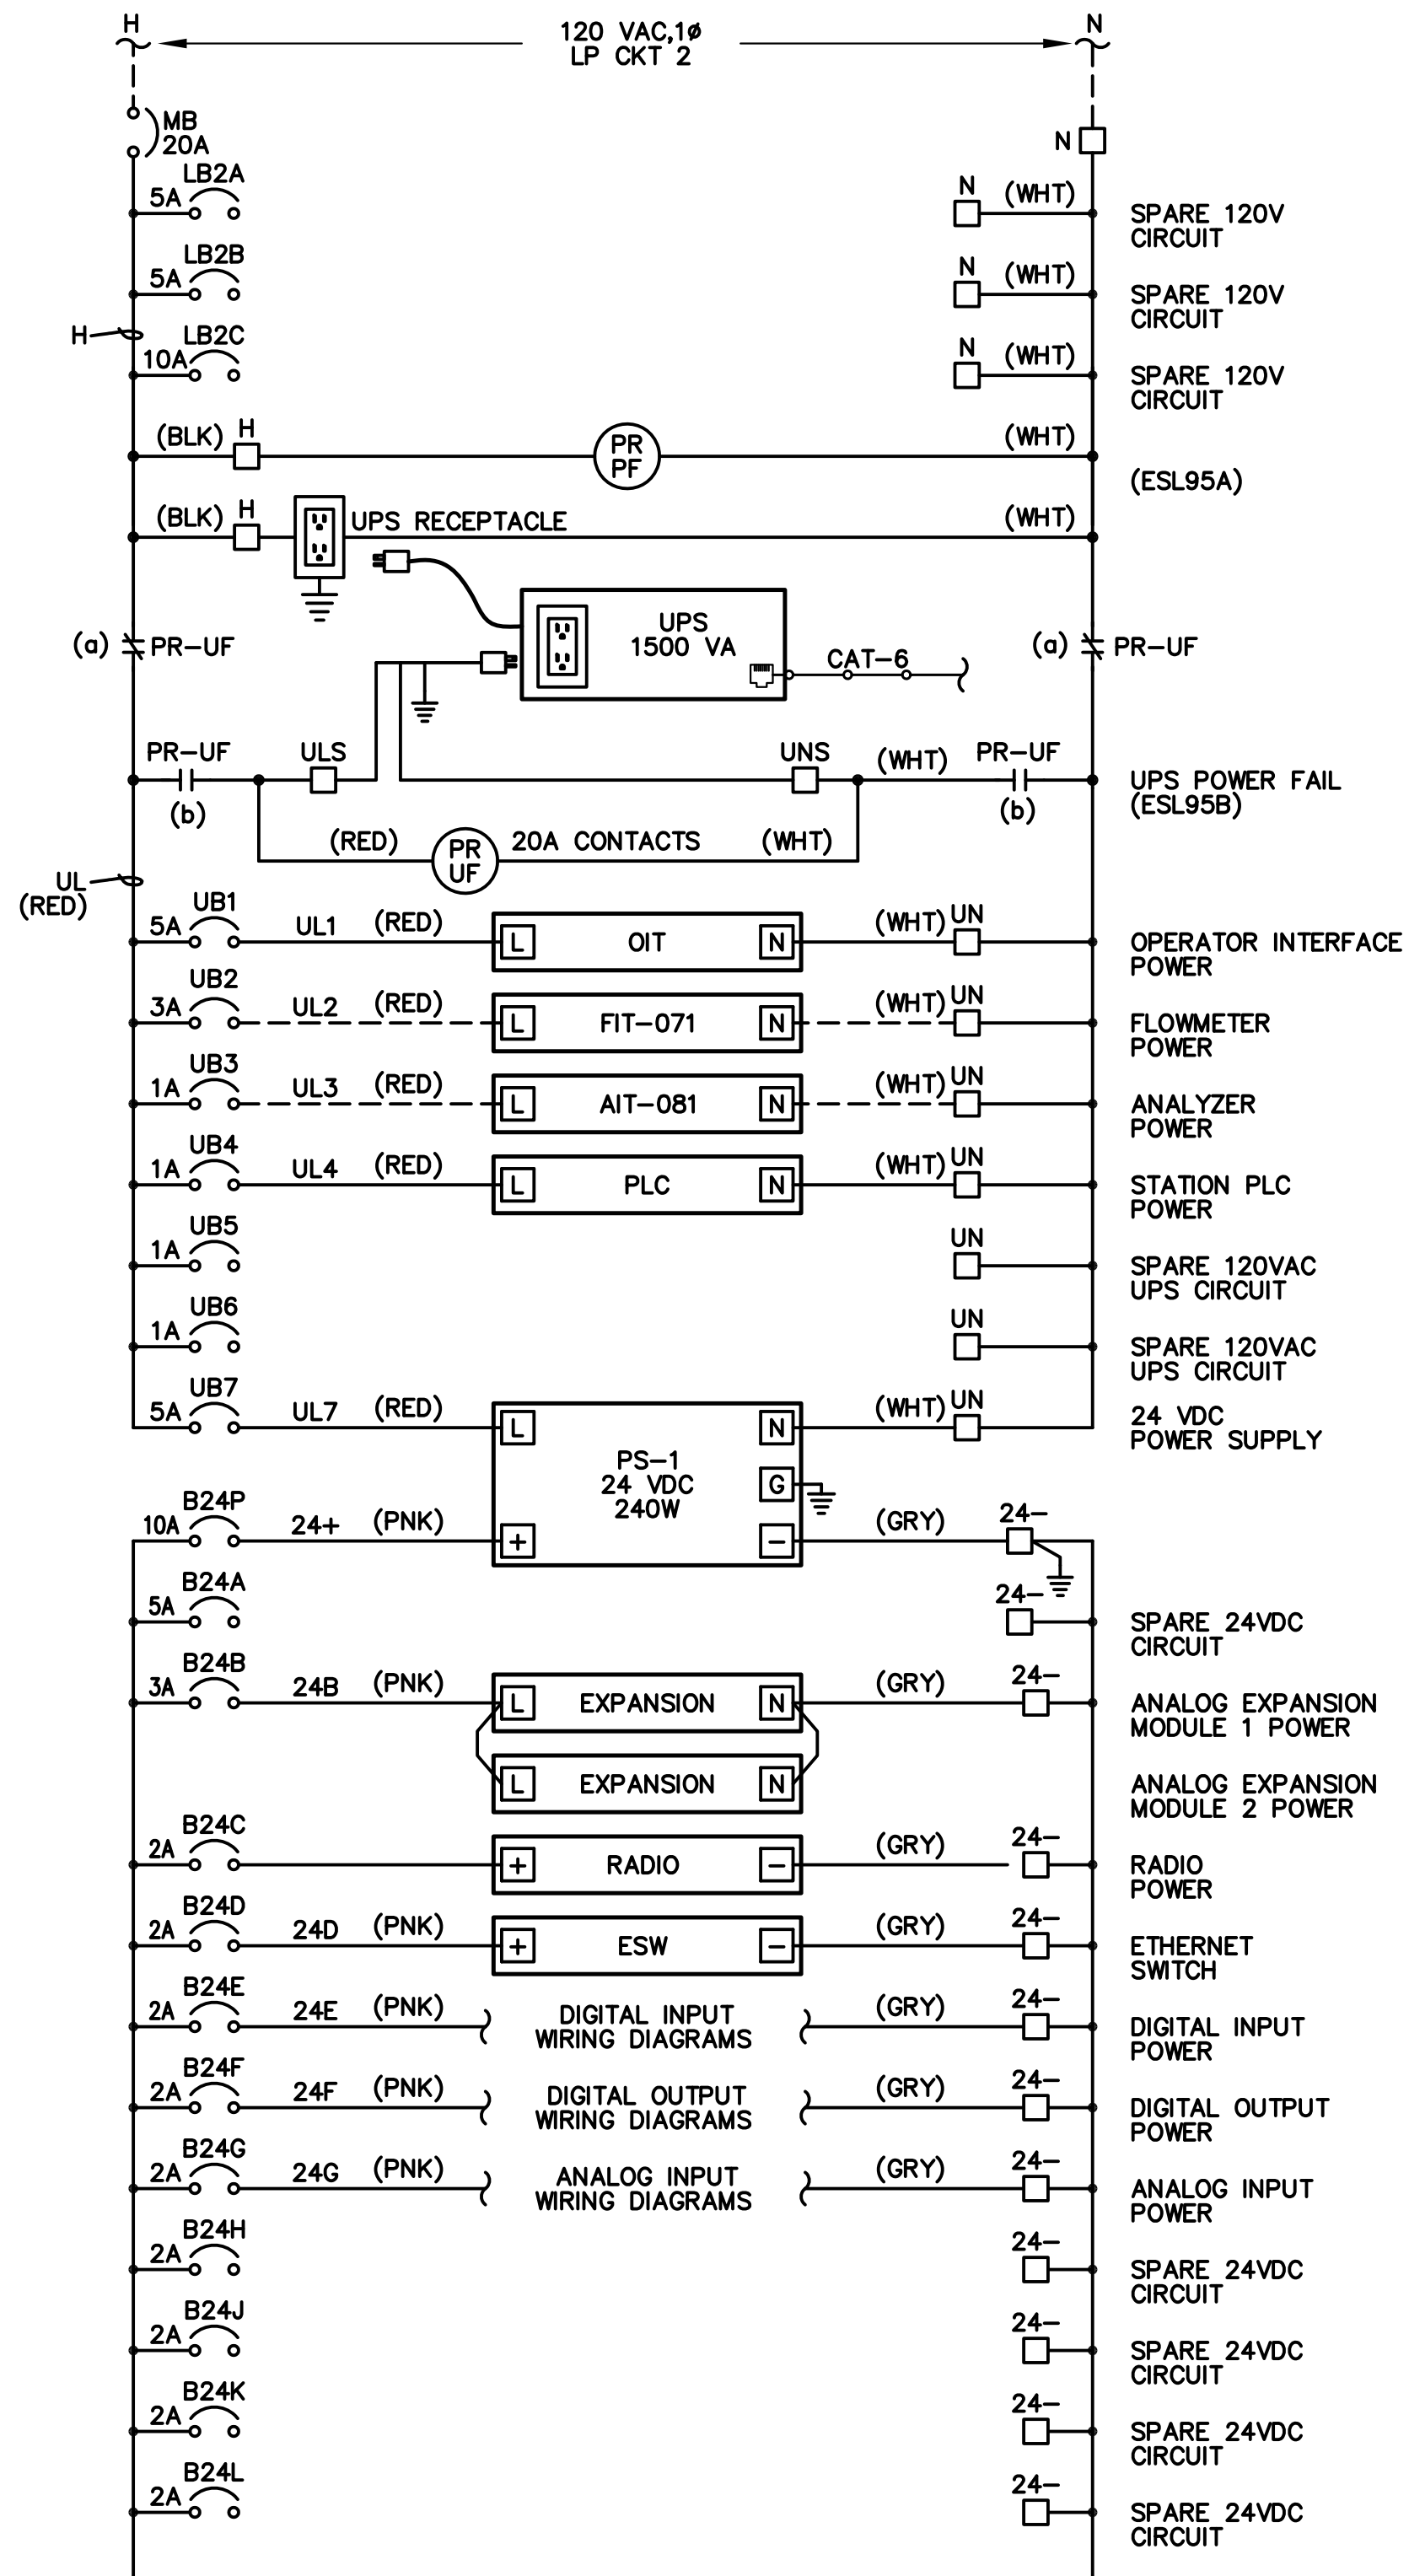 H
120 VAC,1ø
LP CKT 2
N
MB
20A
N
LB2A
5A
N
(WHT)
SPARE 120V
CIRCUIT
LB2B
5A
N
(WHT)
SPARE 120V
CIRCUIT
H
LB2C
10A
N
(WHT)
SPARE 120V
CIRCUIT
(BLK)
H
PR
PF
(WHT)
(ESL95A)
(BLK)
H
UPS RECEPTACLE
(WHT)
UPS
1500 VA
(a)
PR-UF
CAT-6
(a)
PR-UF
PR-UF
(b)
ULS
UNS
(WHT)
PR-UF
(b)
UPS POWER FAIL
(ESL95B)
(RED)
PR
UF
20A CONTACTS
(WHT)
UL
(RED)
UB1
5A
UL1
(RED)
L
OIT
N
(WHT)
UN
OPERATOR INTERFACE
POWER
UB2
3A
UL2
(RED)
L
FIT-071
N
(WHT)
UN
FLOWMETER
POWER
UB3
1A
UL3
(RED)
L
AIT-081
N
(WHT)
UN
ANALYZER
POWER
UB4
1A
UL4
(RED)
L
PLC
N
(WHT)
UN
STATION PLC
POWER
UB5
1A
UN
SPARE 120VAC
UPS CIRCUIT
UB6
1A
UN
SPARE 120VAC
UPS CIRCUIT
UB7
5A
UL7
(RED)
L
N
(WHT)
UN
24 VDC
POWER SUPPLY
PS-1
24 VDC
240W
G
B24P
10A
24+
(PNK)
+
-
(GRY)
24-
B24A
5A
24-
SPARE 24VDC
CIRCUIT
B24B
3A
24B
(PNK)
L
EXPANSION
N
(GRY)
24-
ANALOG EXPANSION
MODULE 1 POWER
L
EXPANSION
N
ANALOG EXPANSION
MODULE 2 POWER
B24C
2A
+
RADIO
-
(GRY)
24-
RADIO
POWER
B24D
2A
24D
(PNK)
+
ESW
-
(GRY)
24-
ETHERNET
SWITCH
B24E
2A
24E
(PNK)
DIGITAL INPUT
WIRING DIAGRAMS
(GRY)
24-
DIGITAL INPUT
POWER
B24F
2A
24F
(PNK)
DIGITAL OUTPUT
WIRING DIAGRAMS
(GRY)
24-
DIGITAL OUTPUT
POWER
B24G
2A
24G
(PNK)
ANALOG INPUT
WIRING DIAGRAMS
(GRY)
24-
ANALOG INPUT
POWER
B24H
2A
24-
SPARE 24VDC
CIRCUIT
B24J
2A
24-
SPARE 24VDC
CIRCUIT
B24K
2A
24-
SPARE 24VDC
CIRCUIT
B24L
2A
24-
SPARE 24VDC
CIRCUIT